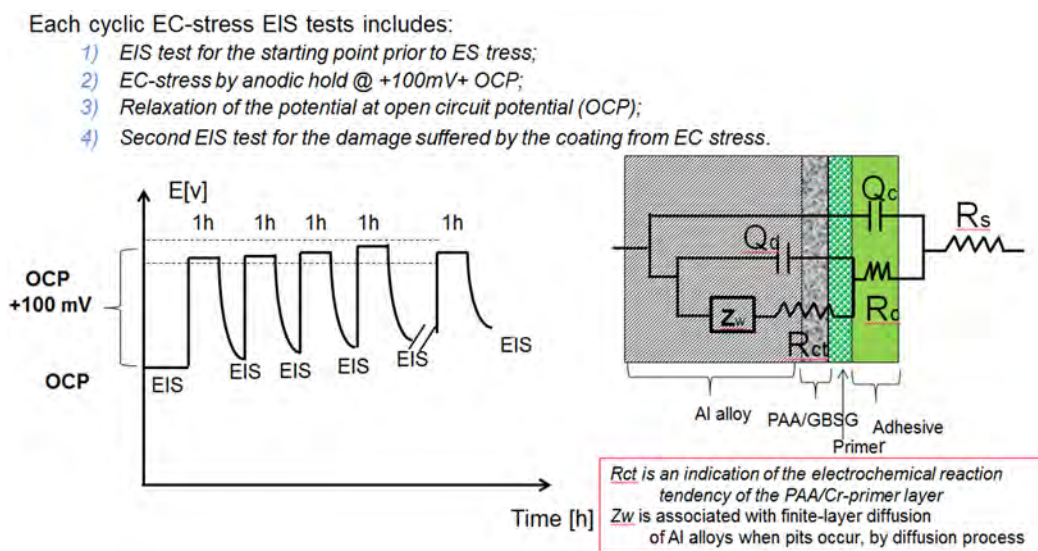 Each cyclic EC-stress EIS tests includes:
1) EIS test for the starting point prior to ES tress;
2) EC-stress by anodic hold @ +100mV+ OCP;
3) Relaxation of the potential at open circuit potential (OCP);
4) Second EIS test for the damage suffered by the coating from EC stress.
E[v]
1h 1h 1h 1h 1h
OCP
+100 mV
OCP
EIS EIS EIS EIS EIS EIS
Time [h]
Qc
Rs
Qd
Zw
Rc
Rct
Al alloy
PAA/GBSG
Adhesive
Primer
Rct is an indication of the electrochemical reaction
tendency of the PAA/Cr-primer layer
Zw is associated with finite-layer diffusion
of Al alloys when pits occur, by diffusion process